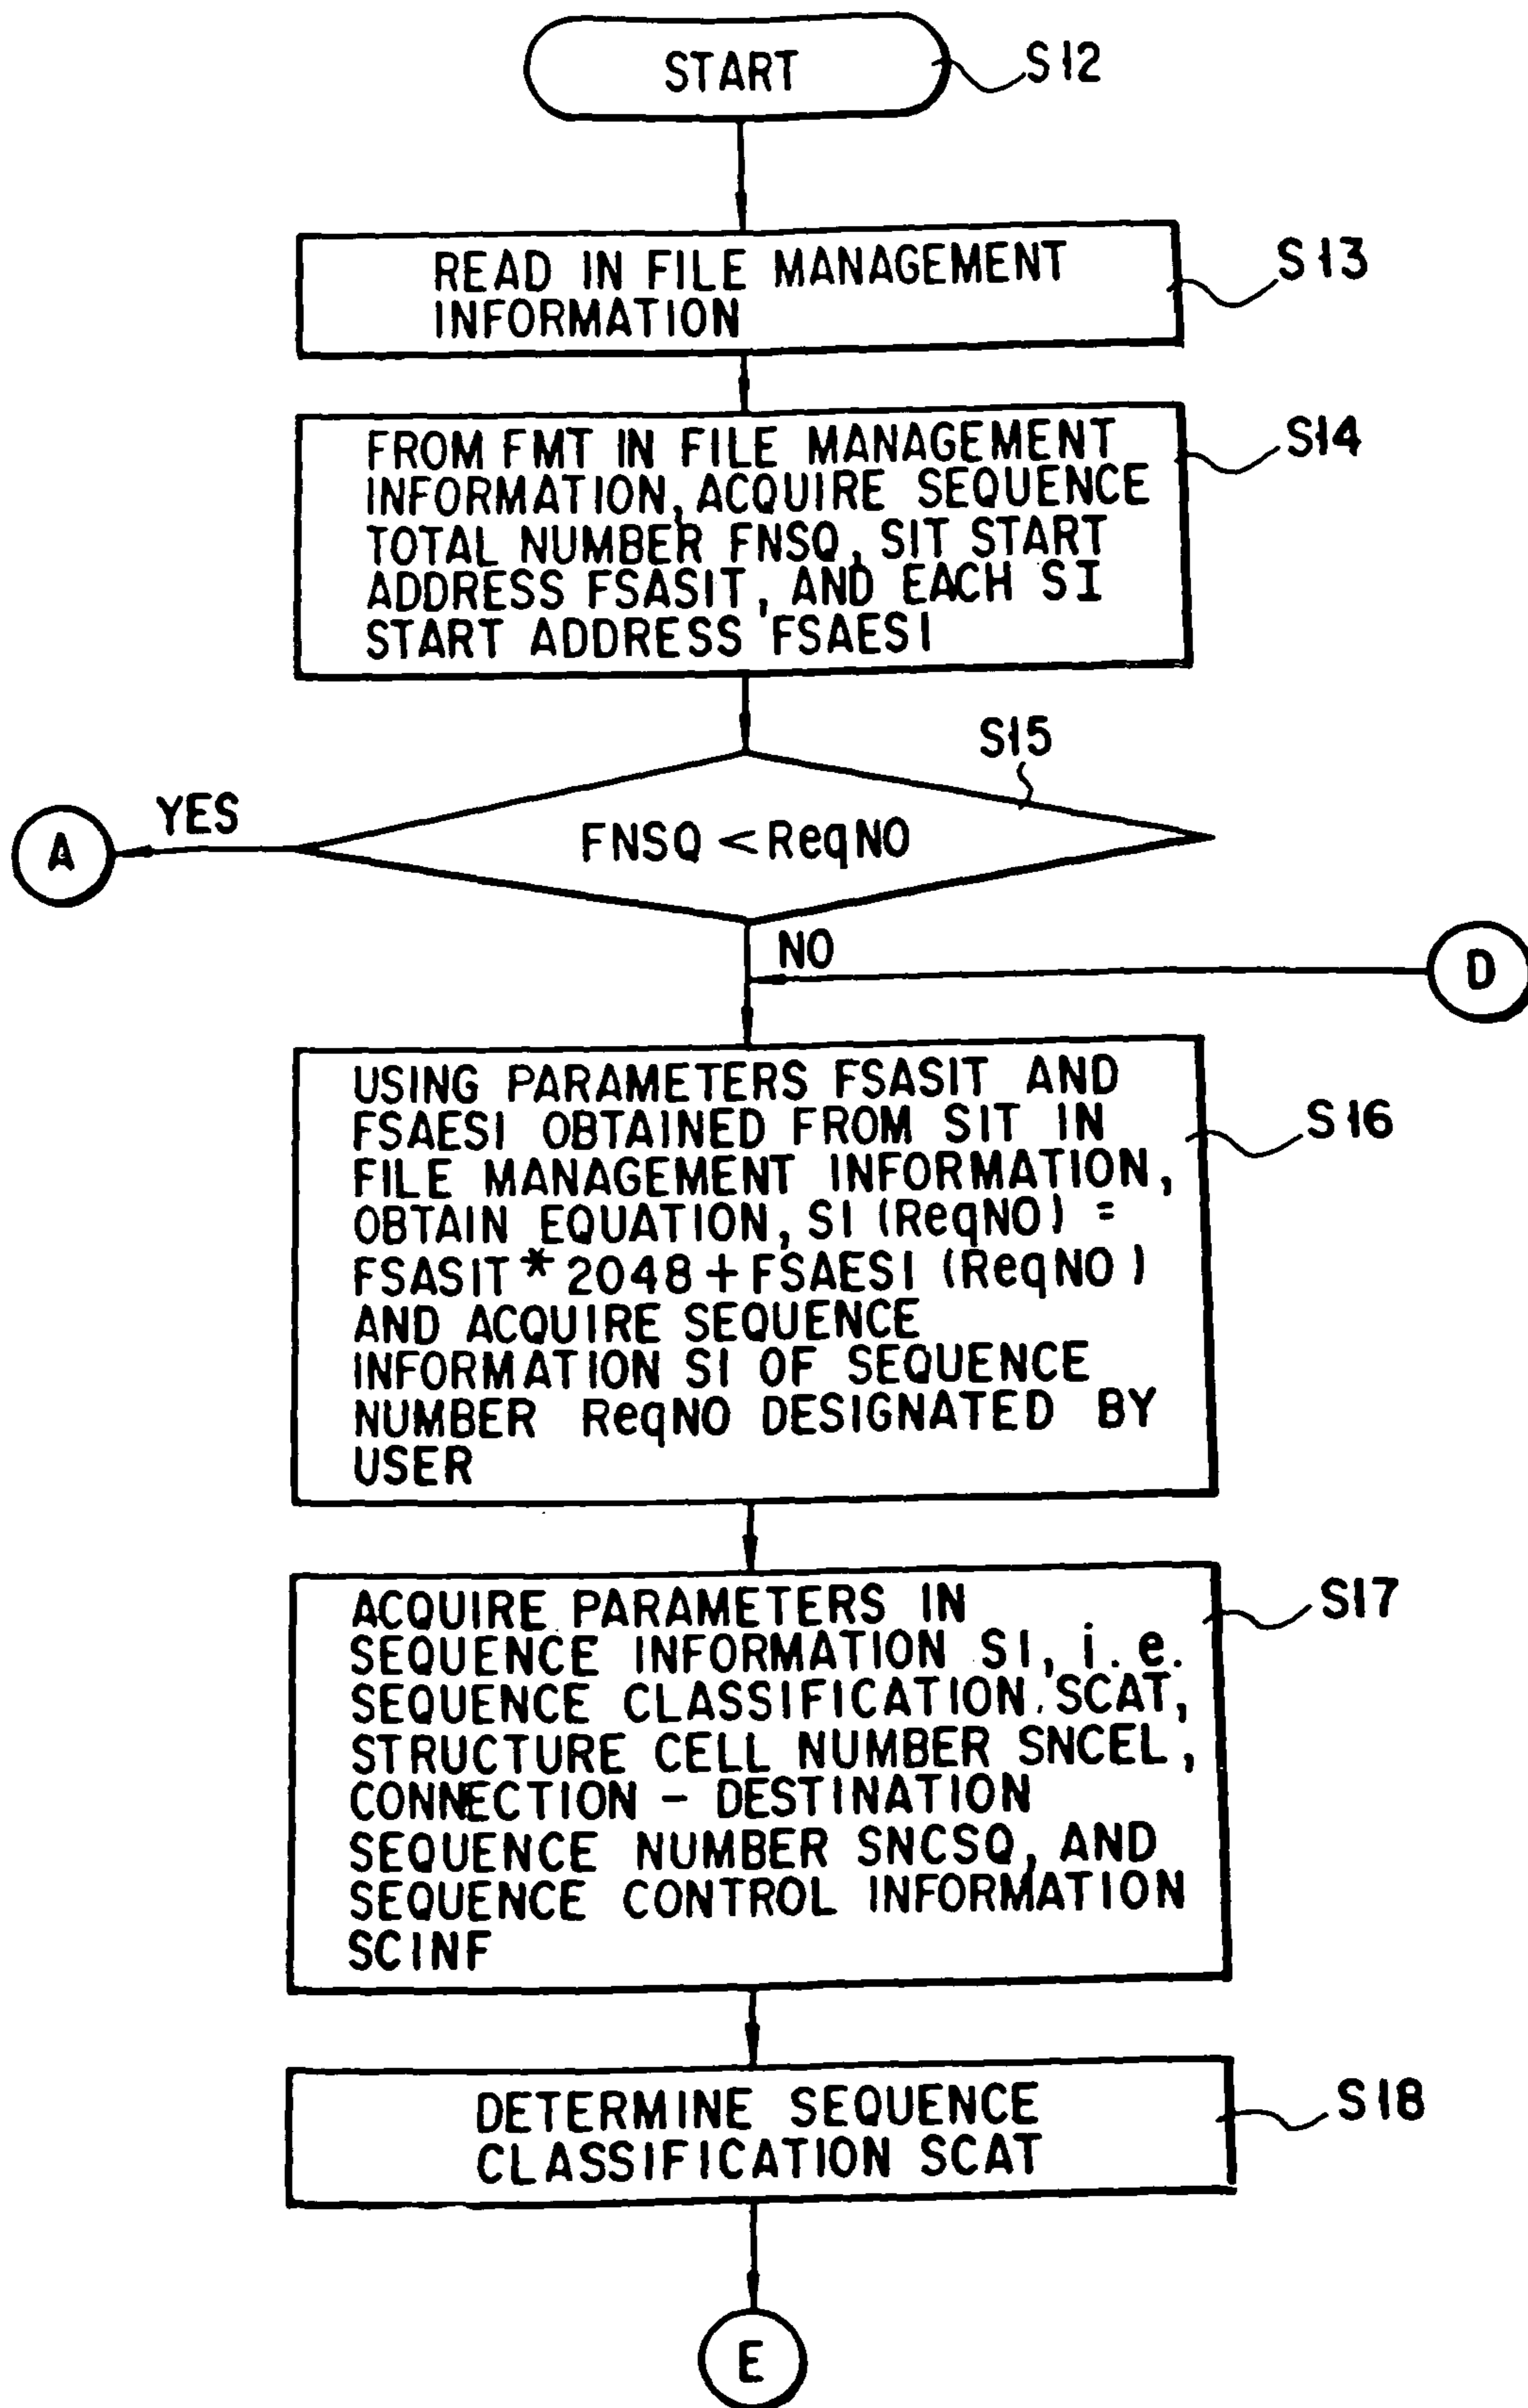 START
S12
READ IN FILE MANAGEMENT
INFORMATION
S13
FROM FMT IN FILE MANAGEMENT
INFORMATION, ACQUIRE SEQUENCE
TOTAL NUMBER FNSQ, SIT START
ADDRESS FSASIT, AND EACH SI
START ADDRESS FSAESI
S14
S15
YES
A
FNSQ < ReqNO
NO
D
USING PARAMETERS FSASIT AND
FSAESI OBTAINED FROM SIT IN
FILE MANAGEMENT INFORMATION,
OBTAIN EQUATION, SI (ReqNO) =
FSASIT * 2048 + FSAESI (ReqNO)
AND ACQUIRE SEQUENCE
INFORMATION SI OF SEQUENCE
NUMBER ReqNO DESIGNATED BY
USER
S16
ACQUIRE PARAMETERS IN
SEQUENCE INFORMATION SI, i.e.
SEQUENCE CLASSIFICATION SCAT,
STRUCTURE CELL NUMBER SNCEL,
CONNECTION - DESTINATION
SEQUENCE NUMBER SNCSQ, AND
SEQUENCE CONTROL INFORMATION
SCINF
S17
DETERMINE SEQUENCE
CLASSIFICATION SCAT
S18
E